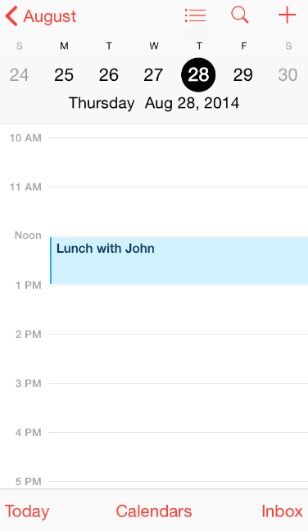 August
S M T W T F S
24 25 26 27 28 29 30
Thursday Aug 28, 2014
10 AM
11 AM
Noon
Lunch with John
1 PM
2 PM
3 PM
4 PM
5 PM
Today Calendars Inbox